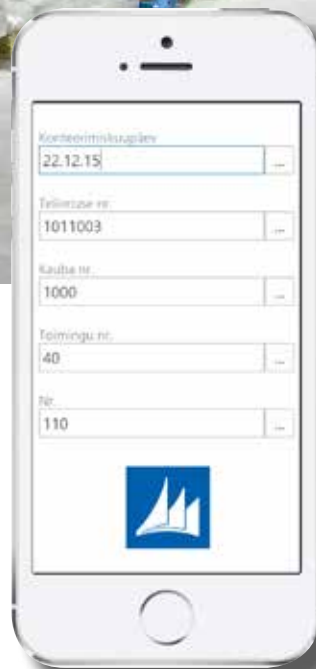 Konteerimiskuupäev
22.12.15
...
Tellimuse nr.
1011003
...
Kauba nr.
1000
...
Toimingu nr.
40
...
Nr.
110
...